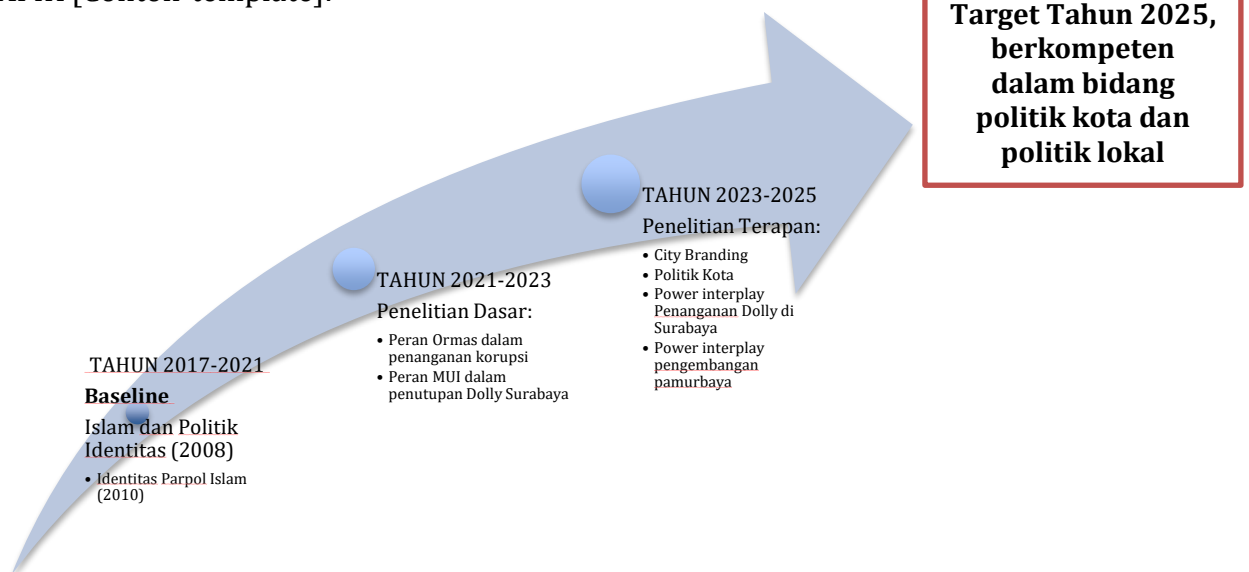 [Contoh template].
Target Tahun 2025,
berkompeten
dalam bidang
politik kota dan
politik lokal
TAHUN 2023-2025
Penelitian Terapan:
• City Branding
• Politik Kota
• Power interplay
Penanganan Dolly di
Surabaya
• Power interplay
pengembangan
pamurbaya
TAHUN 2021-2023
Penelitian Dasar:
• Peran Ormas dalam
penanganan korupsi
• Peran MUI dalam
penutupan Dolly Surabaya
TAHUN 2017-2021
Baseline
Islam dan Politik
Identitas (2008)
• Identitas Parpol Islam
(2010)